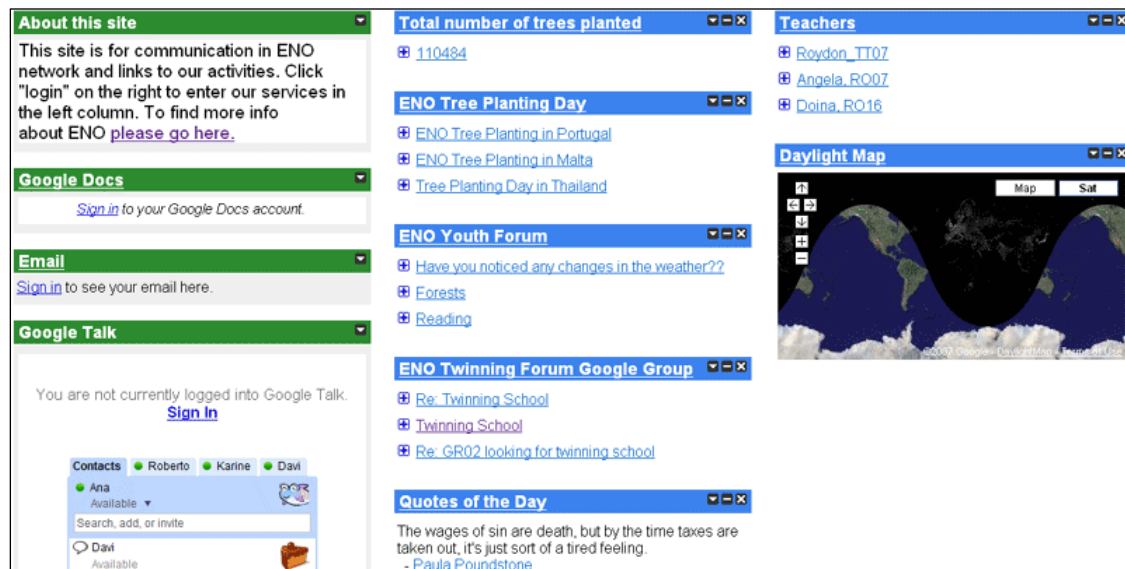 About this site
This site is for communication in ENO
network and links to our activities. Click
"login" on the right to enter our services in
the left column. To find more info
about ENO please go here.
Google Docs
Sign in to your Google Docs account.
Email
Sign in to see your email here.
Google Talk
You are not currently logged into Google Talk.
Sign In
Contacts Roberto Karine Davi
Ana
Available
Search, add, or invite
Davi
Available
Total number of trees planted
110484
ENO Tree Planting Day
ENO Tree Planting in Portugal
ENO Tree Planting in Malta
Tree Planting Day in Thailand
ENO Youth Forum
Have you noticed any changes in the weather??
Forests
Reading
ENO Twinning Forum Google Group
Re: Twinning School
Twinning School
Re: GR02 looking for twinning school
Quotes of the Day
The wages of sin are death, but by the time taxes are
taken out, it's just sort of a tired feeling.
- Paula Poundstone
Teachers
Roydon_TT07
Angela, RO07
Doina, RO16
Daylight Map
Map Sat
©2007 Google - DaylightMap - Terms of Use